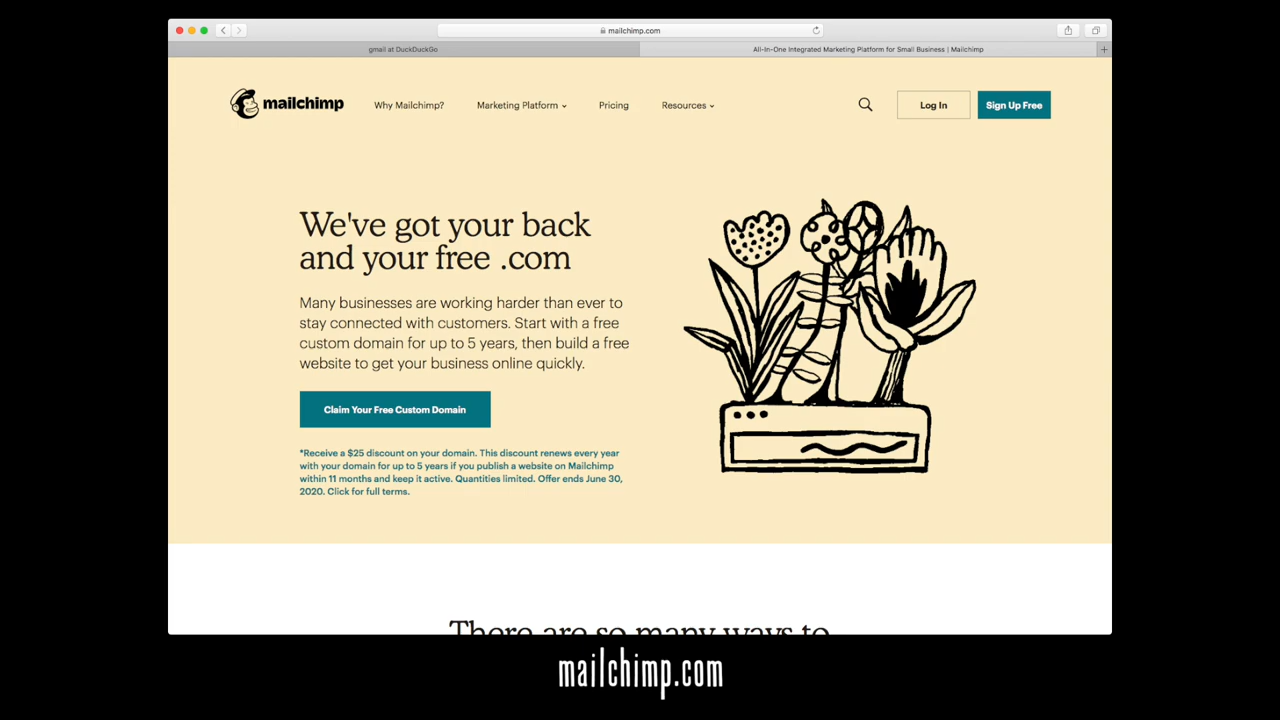 mailchimp.com
gmail at DuckDuckGo
All-In-One Integrated Marketing Platform for Small Business | Mailchimp
mailchimp
Why Mailchimp?
Marketing Platform
Pricing
Resources
Log In
Sign Up Free
We've got your back
and your free .com
Many businesses are working harder than ever to
stay connected with customers. Start with a free
custom domain for up to 5 years, then build a free
website to get your business online quickly.
Claim Your Free Custom Domain
*Receive a $25 discount on your domain. This discount renews every year
with your domain for up to 5 years if you publish a website on Mailchimp
within 11 months and keep it active. Quantities limited. Offer ends June 30,
2020. Click for full terms.
There are so many ways to
mailchimp.com